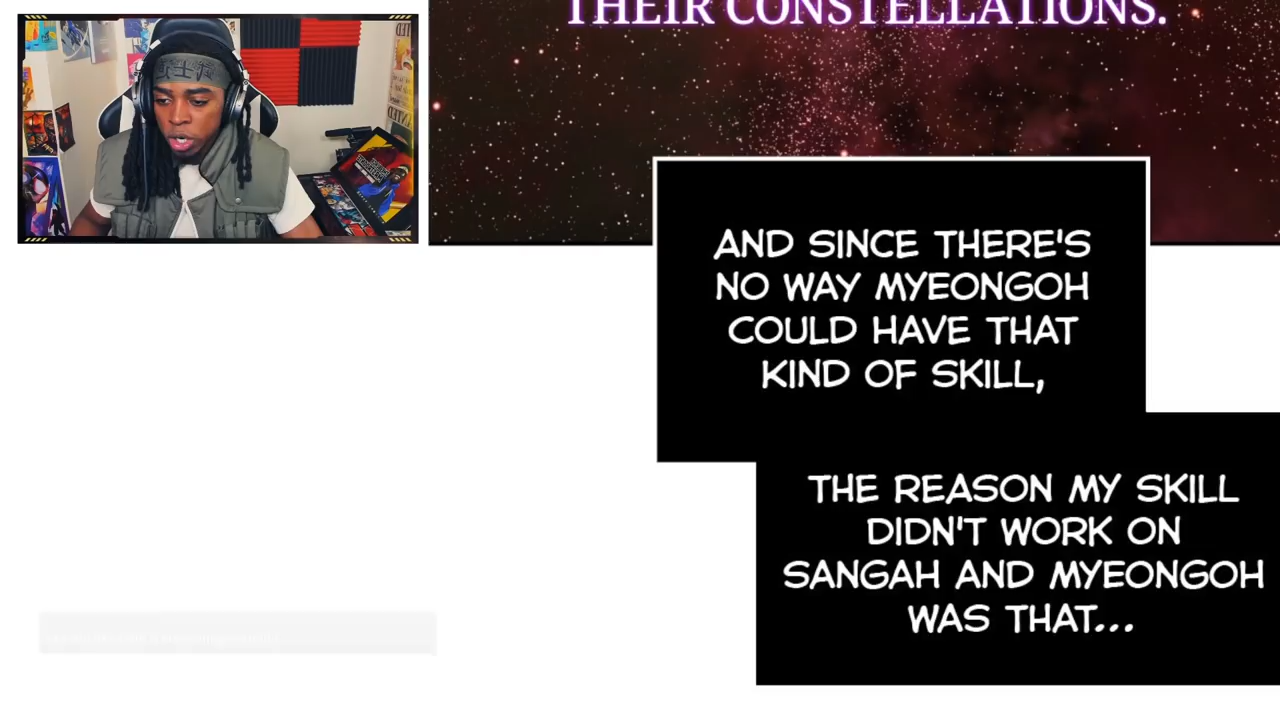 THEIR CONSTELLATIONS.
AND SINCE THERE'S
NO WAY MYEONGOH
COULD HAVE THAT
KIND OF SKILL,
THE REASON MY SKILL
DIDN'T WORK ON
SANGAH AND MYEONGOH
WAS THAT...